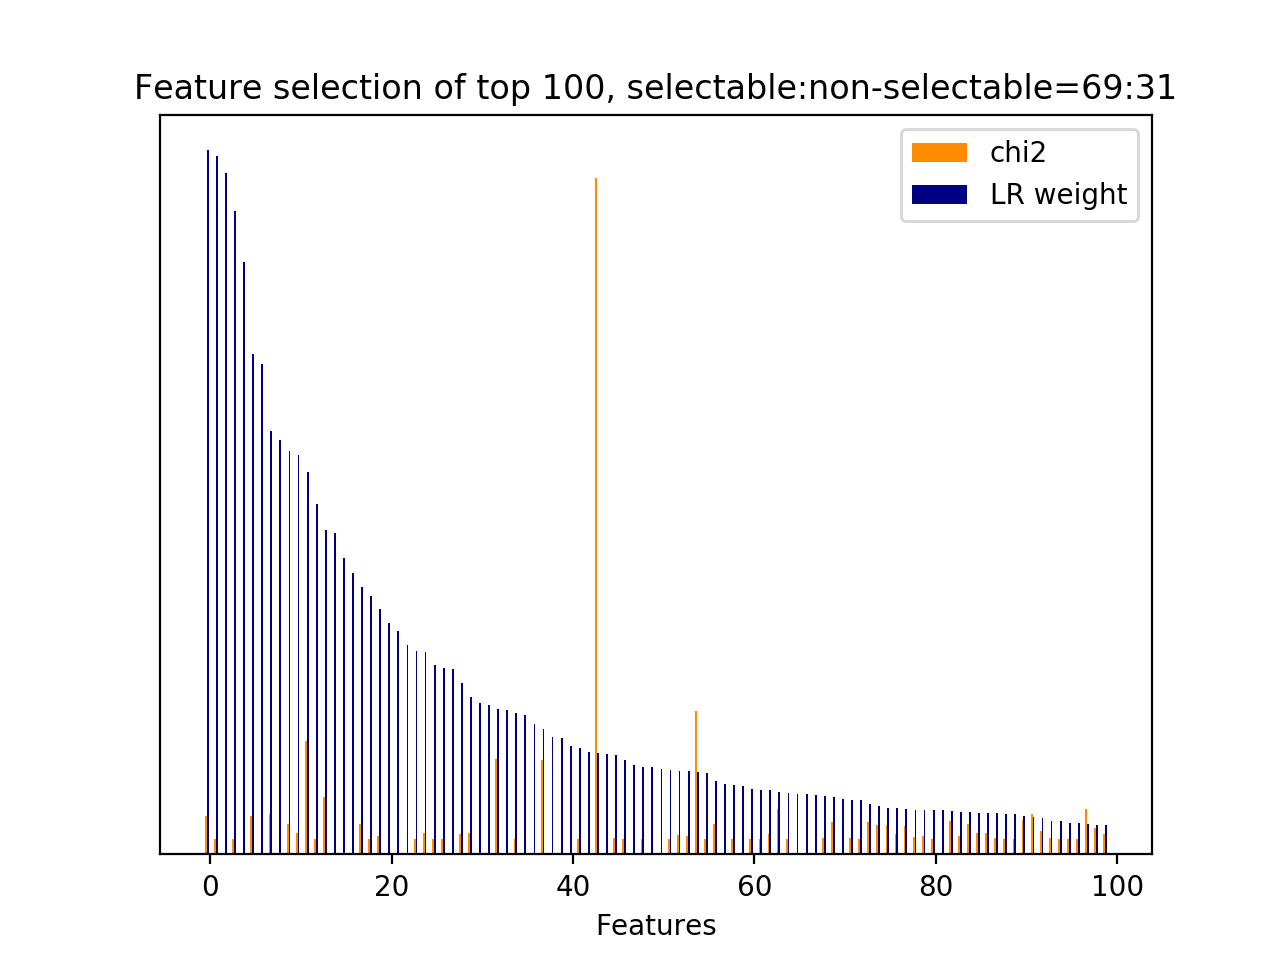 Feature selection of top 100, selectable:non-selectable=69:31
chi2
LR weight
0 20 40 60 80 100
Features